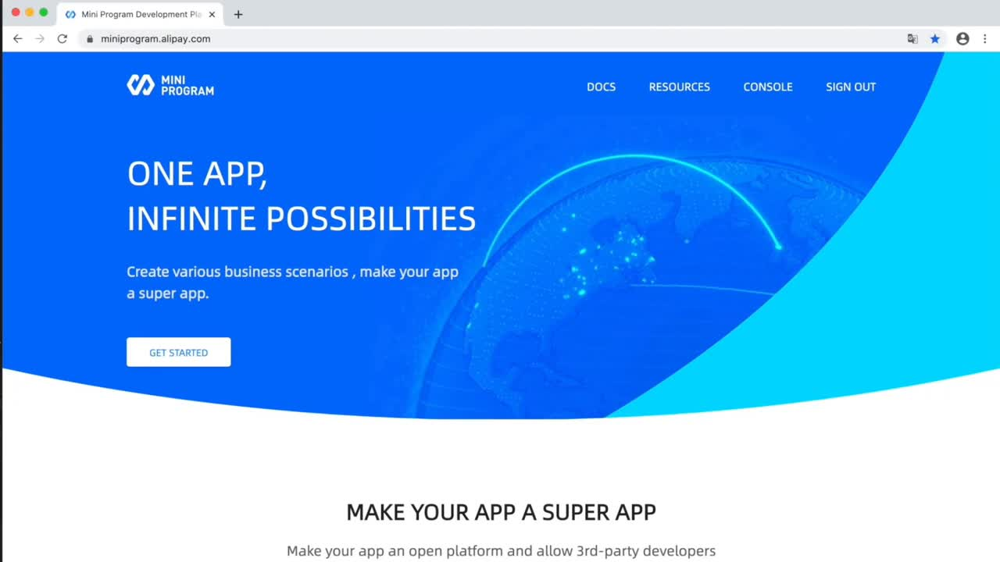 Mini Program Development Pla
miniprogram.alipay.com
MINI
PROGRAM
DOCS
RESOURCES
CONSOLE
SIGN OUT
ONE APP,
INFINITE POSSIBILITIES
Create various business scenarios , make your app
a super app.
GET STARTED
MAKE YOUR APP A SUPER APP
Make your app an open platform and allow 3rd-party developers